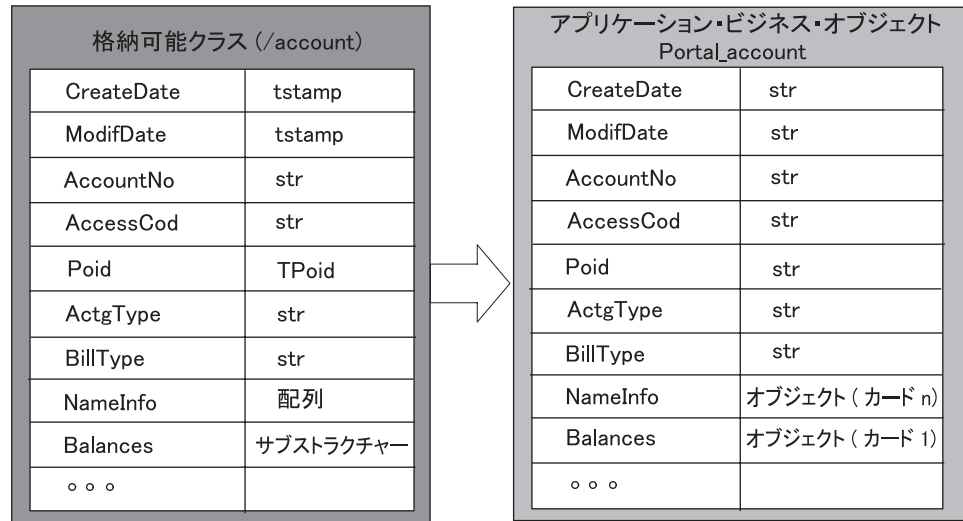 格納可能クラス (/account)
CreateDate tstamp
ModifDate tstamp
AccountNo str
AccessCod str
Poid TPoid
ActgType str
BillType str
NameInfo 配列
Balances サブストラクチャー
。。。
アプリケーション・ビジネス・オブジェクト
Portal_account
CreateDate str
ModifDate str
AccountNo str
AccessCod str
Poid str
ActgType str
BillType str
NameInfo オブジェクト ( カード n)
Balances オブジェクト ( カード 1)
。。。